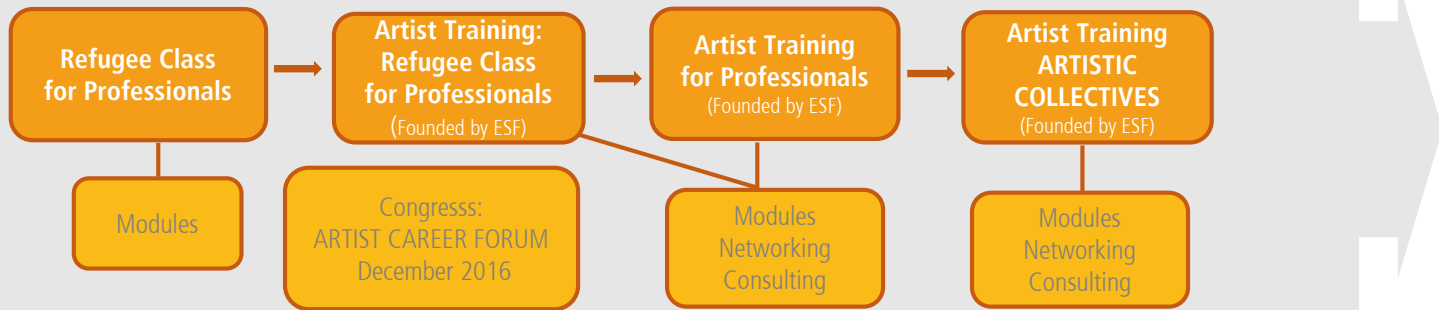 Refugee Class
for Professionals
Artist Training:
Refugee Class
for Professionals
(Founded by ESF)
Artist Training
for Professionals
(Founded by ESF)
Artist Training
ARTISTIC
COLLECTIVES
(Founded by ESF)
Modules
Congresss:
ARTIST CAREER FORUM
December 2016
Modules
Networking
Consulting
Modules
Networking
Consulting